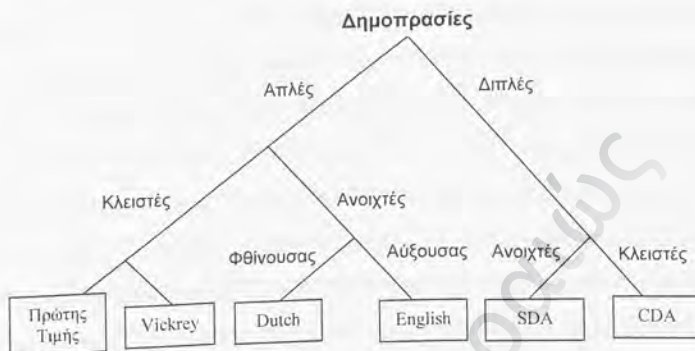 Δημοπρασίες
Απλές
Διπλές
Κλειστές
Ανοιχτές
Φθίνουσας
Αύξουσας
Ανοιχτές
Κλειστές
Πρώτης
Τιμής
Vickrey
Dutch
English
SDA
CDA